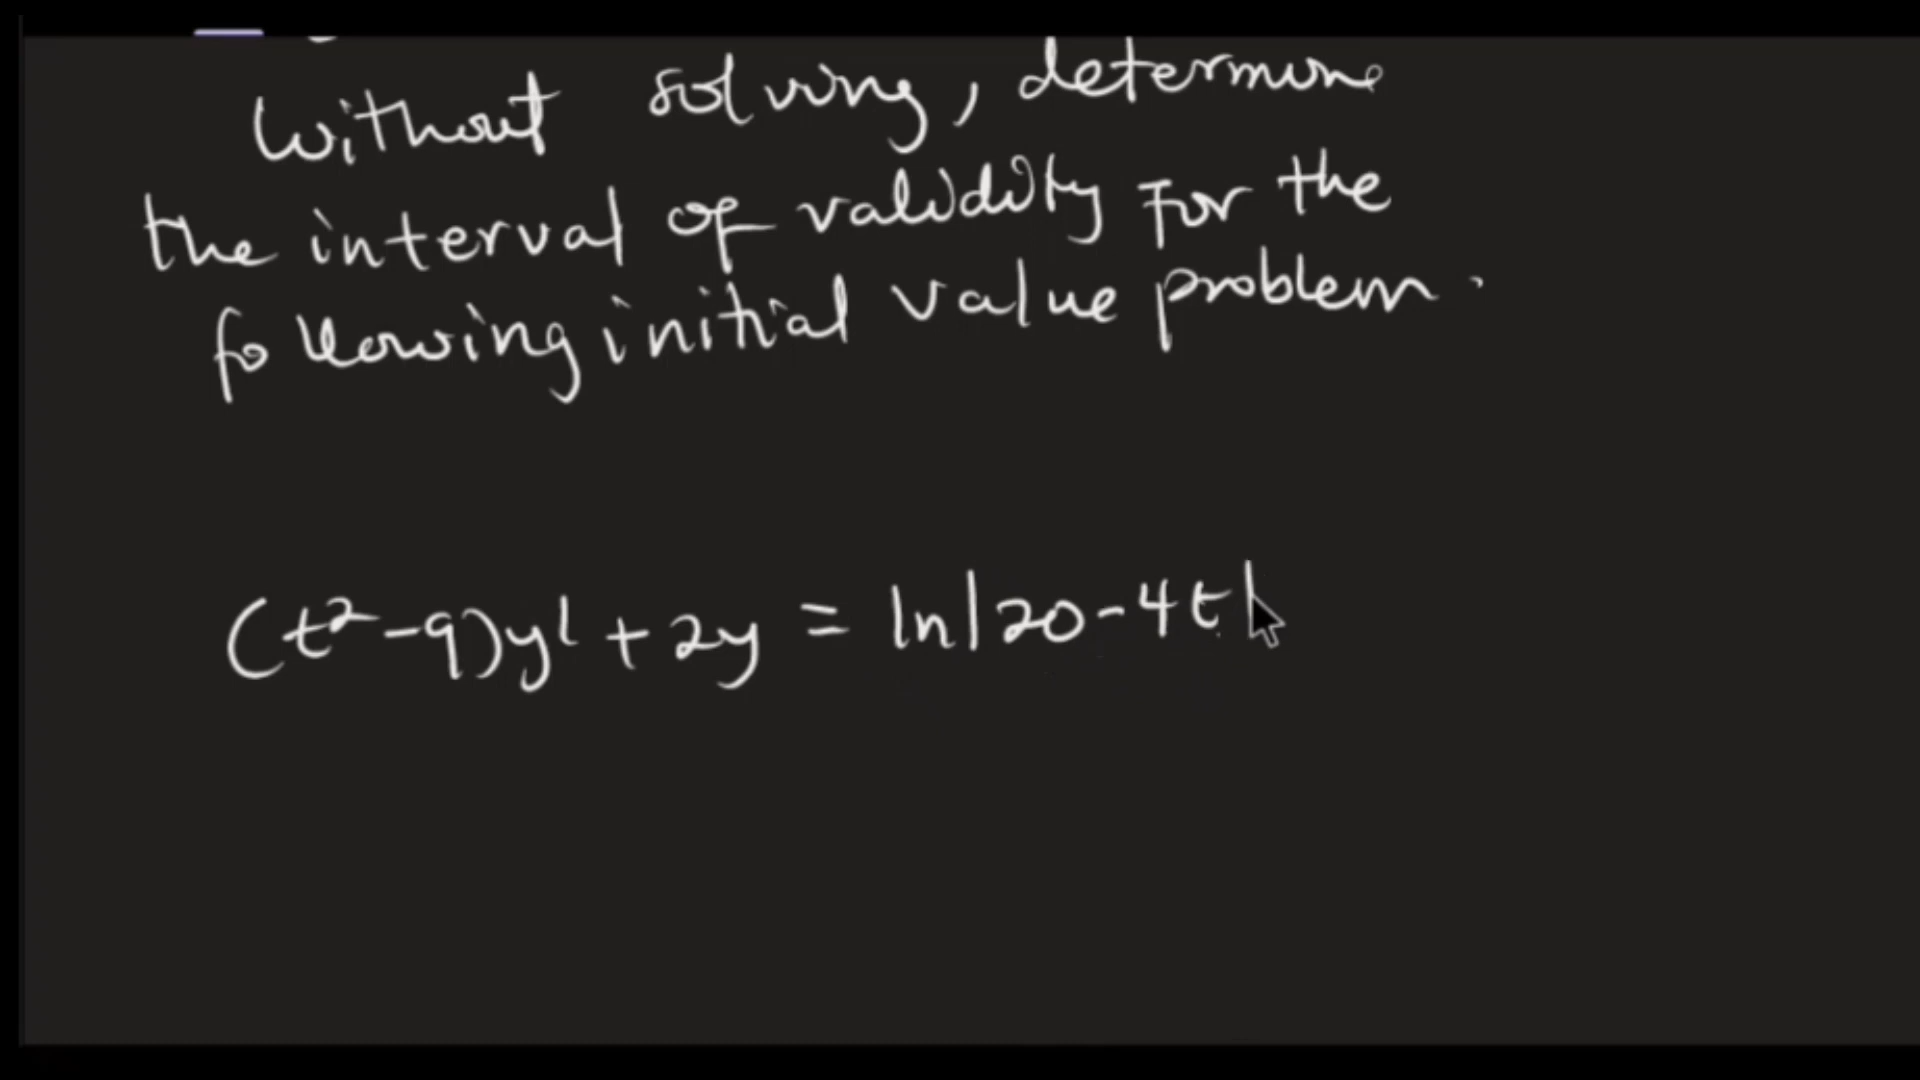 Without solving, determine
the interval of validity for the
following initial value problem.
(t²-9)y' + 2y = ln|20-4t|